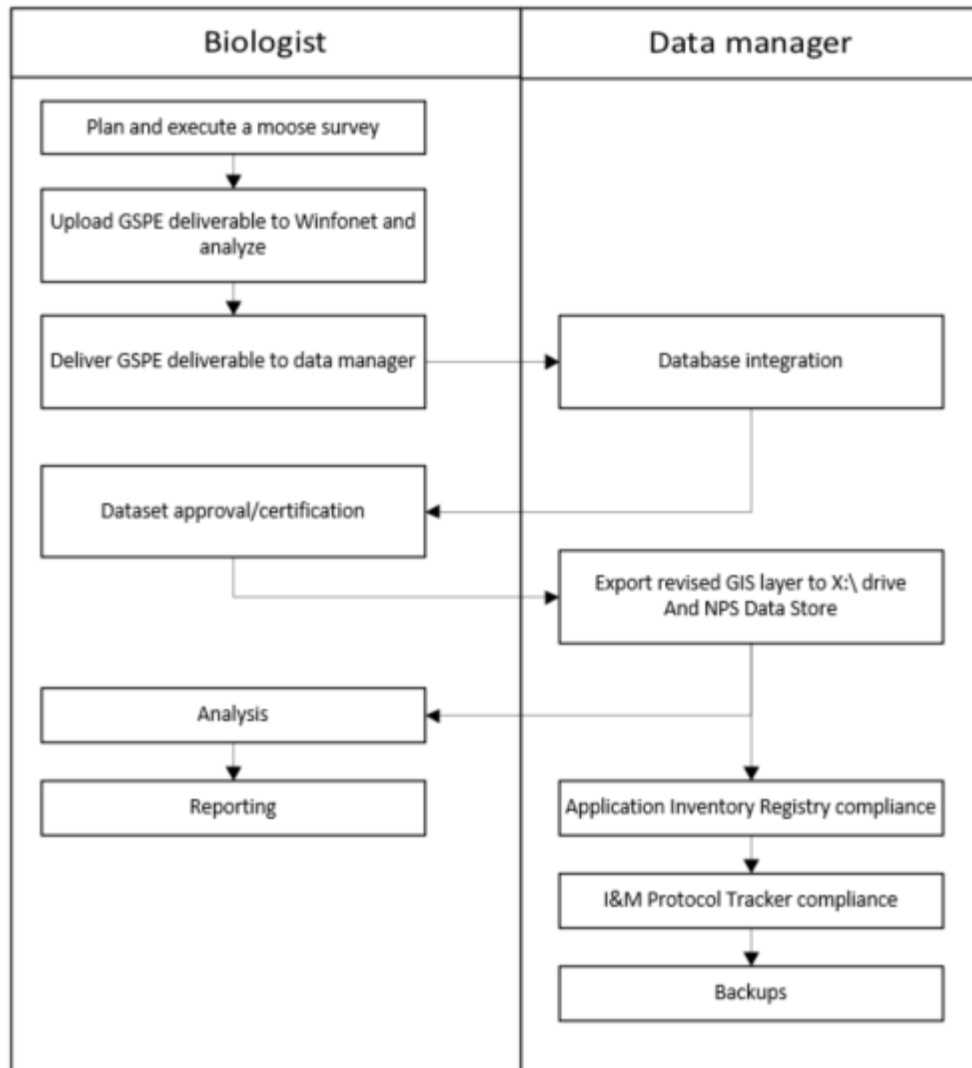 Biologist
Data manager
Plan and execute a moose survey
Upload GSPE deliverable to Winfonet and
analyze
Deliver GSPE deliverable to data manager
Database integration
Dataset approval/certification
Export revised GIS layer to X:\ drive
And NPS Data Store
Analysis
Reporting
Application Inventory Registry compliance
I&M Protocol Tracker compliance
Backups